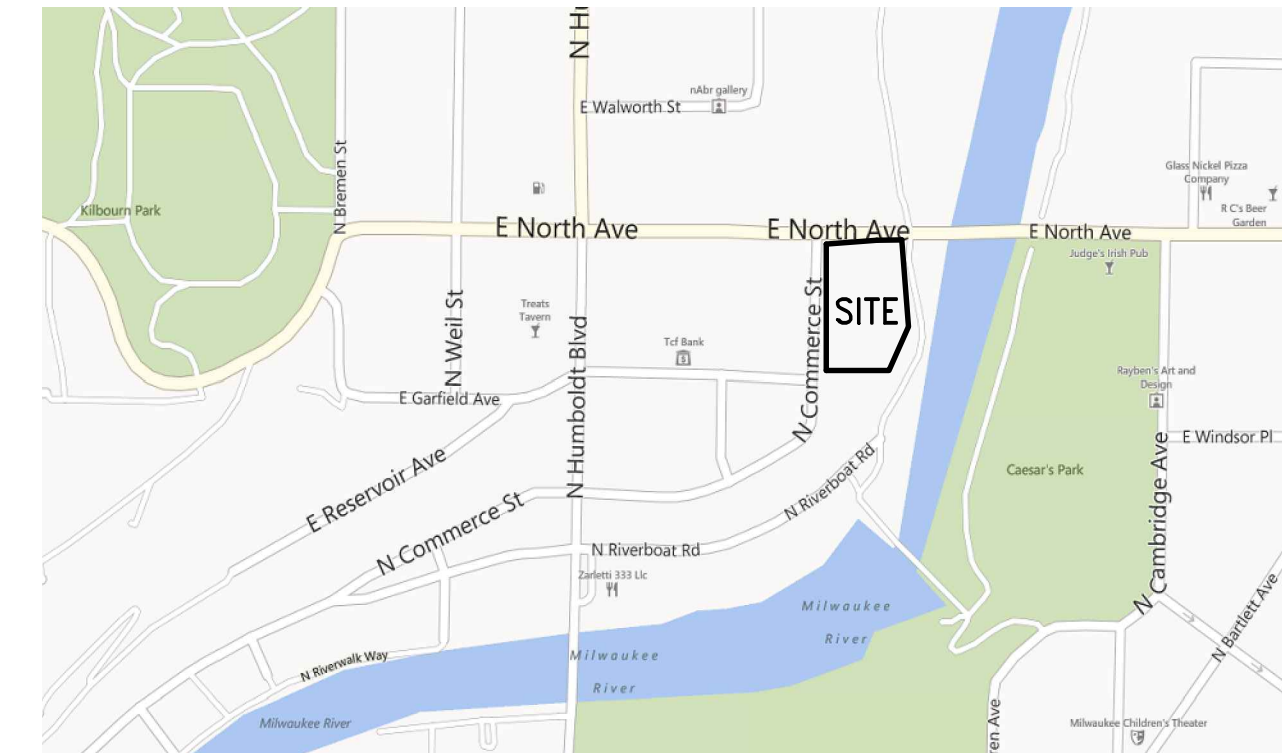 N H
nAbr gallery
E Walworth St
N Bremen St
Glass Nickel Pizza
Company
Kilbourn Park
R C's Beer
Garden
E North Ave
E North Ave
E North Ave
Judge's Irish Pub
N Weil St
Treats
Tavern
N Humboldt Blvd
Tcf Bank
N Commerce St
SITE
Rayben's Art and
Design
E Garfield Ave
E Windsor Pl
E Reservoir Ave
Caesar's Park
N Commerce St
N Riverboat Rd
N Riverboat Rd
N Cambridge Ave
Zarletti 333 Llc
Milwaukee
River
N Bartlett Ave
Milwaukee
River
N Riverwalk Way
Milwaukee River
ren Ave
Milwaukee Children's Theater